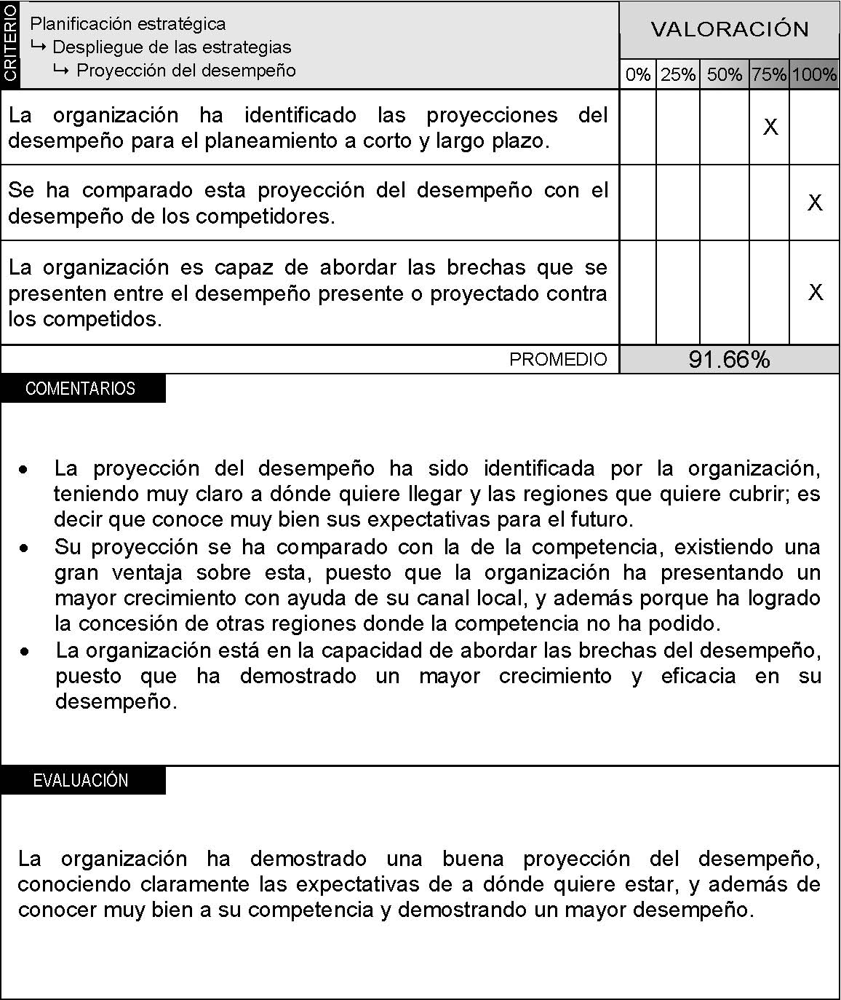 CRITERIO
Planificación estratégica
↳ Despliegue de las estrategias
↳ Proyección del desempeño
VALORACIÓN
0% 25% 50% 75% 100%
La organización ha identificado las proyecciones del
desempeño para el planeamiento a corto y largo plazo.
X
Se ha comparado esta proyección del desempeño con el
desempeño de los competidores.
X
La organización es capaz de abordar las brechas que se
presenten entre el desempeño presente o proyectado contra
los competidos.
X
PROMEDIO 91.66%
COMENTARIOS
• La proyección del desempeño ha sido identificada por la organización,
teniendo muy claro a dónde quiere llegar y las regiones que quiere cubrir; es
decir que conoce muy bien sus expectativas para el futuro.
• Su proyección se ha comparado con la de la competencia, existiendo una
gran ventaja sobre esta, puesto que la organización ha presentando un
mayor crecimiento con ayuda de su canal local, y además porque ha logrado
la concesión de otras regiones donde la competencia no ha podido.
• La organización está en la capacidad de abordar las brechas del desempeño,
puesto que ha demostrado un mayor crecimiento y eficacia en su
desempeño.
EVALUACIÓN
La organización ha demostrado una buena proyección del desempeño,
conociendo claramente las expectativas de a dónde quiere estar, y además de
conocer muy bien a su competencia y demostrando un mayor desempeño.